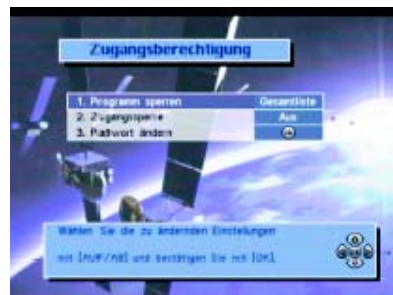 Zugangsberechtigung
1. Programm sperren Gesamtliste
2. Zugangssperre Aus
3. Paßwort ändern
Wählen Sie die zu ändernden Einstellungen
mit [AUF/AB] und bestätigen Sie mit [OK].